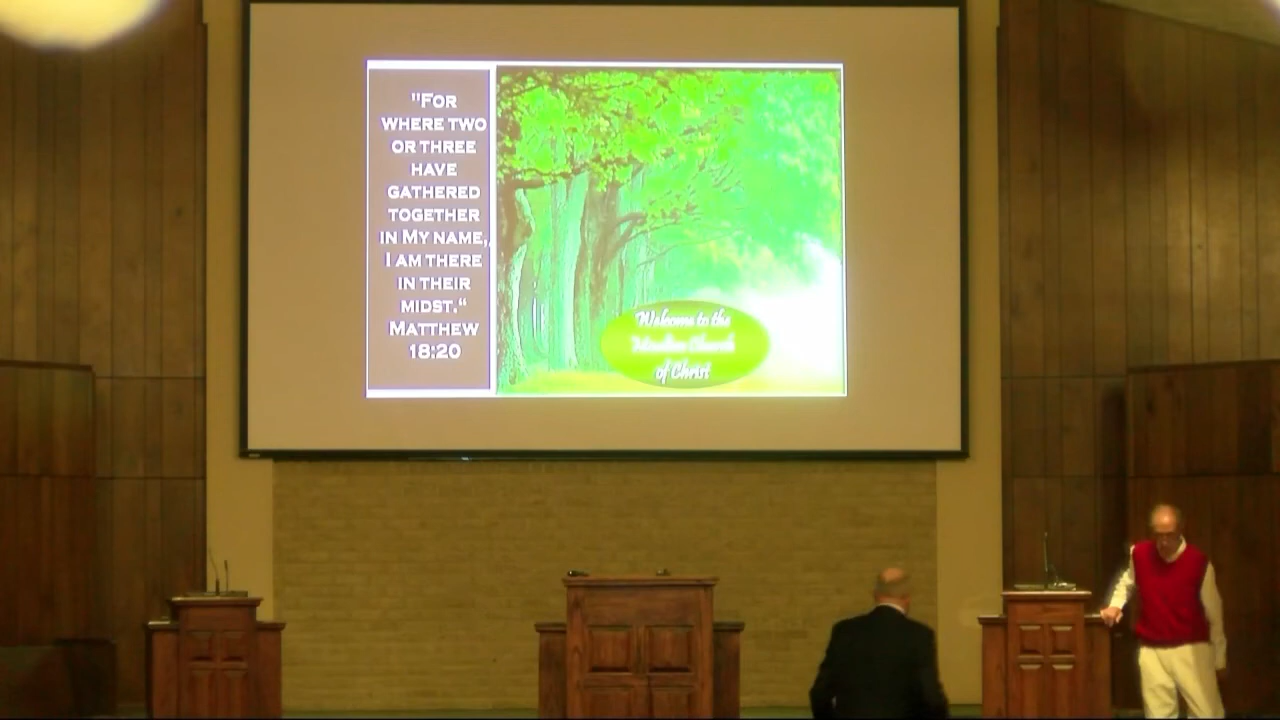 "For
where two
or three
have
gathered
together
in My name,
I am there
in their
midst."
Matthew
18:20
Welcome to the
Church
of Christ